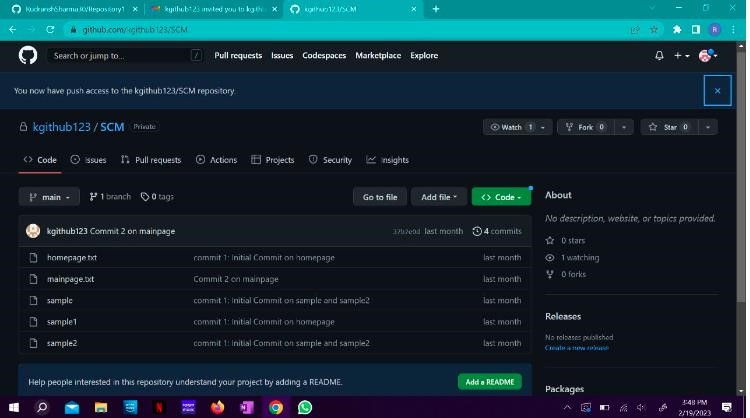 RudranshSharma.R/Repository1
kgithub123 invited you to kgithu
kgithub123/SCM
github.com/kgithub123/SCM
R
Search or jump to... /
Pull requests Issues Codespaces Marketplace Explore
You now have push access to the kgithub123/SCM repository.
kgithub123 / SCM Private
Watch 1 Fork 0 Star 0
Code Issues Pull requests Actions Projects Security Insights
main 1 branch 0 tags Go to file Add file Code
kgithub123 Commit 2 on mainpage last month 4 commits
homepage.txt commit 1: Initial Commit on homepage last month
mainpage.txt Commit 2 on mainpage last month
sample commit 1: Initial Commit on sample and sample2 last month
sample1 commit 1: Initial Commit on homepage last month
sample2 commit 1: Initial Commit on sample and sample2 last month
Help people interested in this repository understand your project by adding a README. Add a README
About
No description, website, or topics provided.
0 stars
1 watching
0 forks
Releases
No releases published
Create a new release
Packages
3:48 PM
2/19/2023